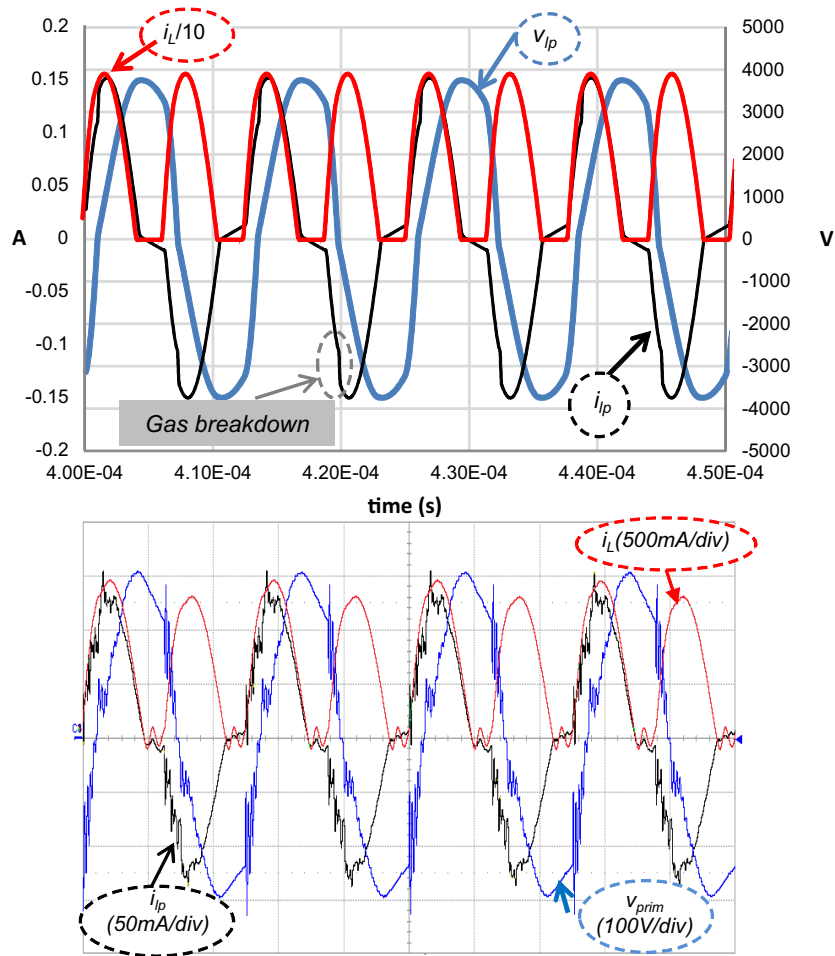 0.2 5000
i_L/10 v_lp
0.15 4000
3000
0.1
2000
0.05
1000
A 0 0 V
-1000
-0.05
-2000
-0.1
-3000
i_lp
-0.15 -4000
Gas breakdown
-0.2 -5000
4.00E-04 4.10E-04 4.20E-04 4.30E-04 4.40E-04 4.50E-04
time (s)
i_L(500mA/div)
i_lp
(50mA/div)
v_prim
(100V/div)